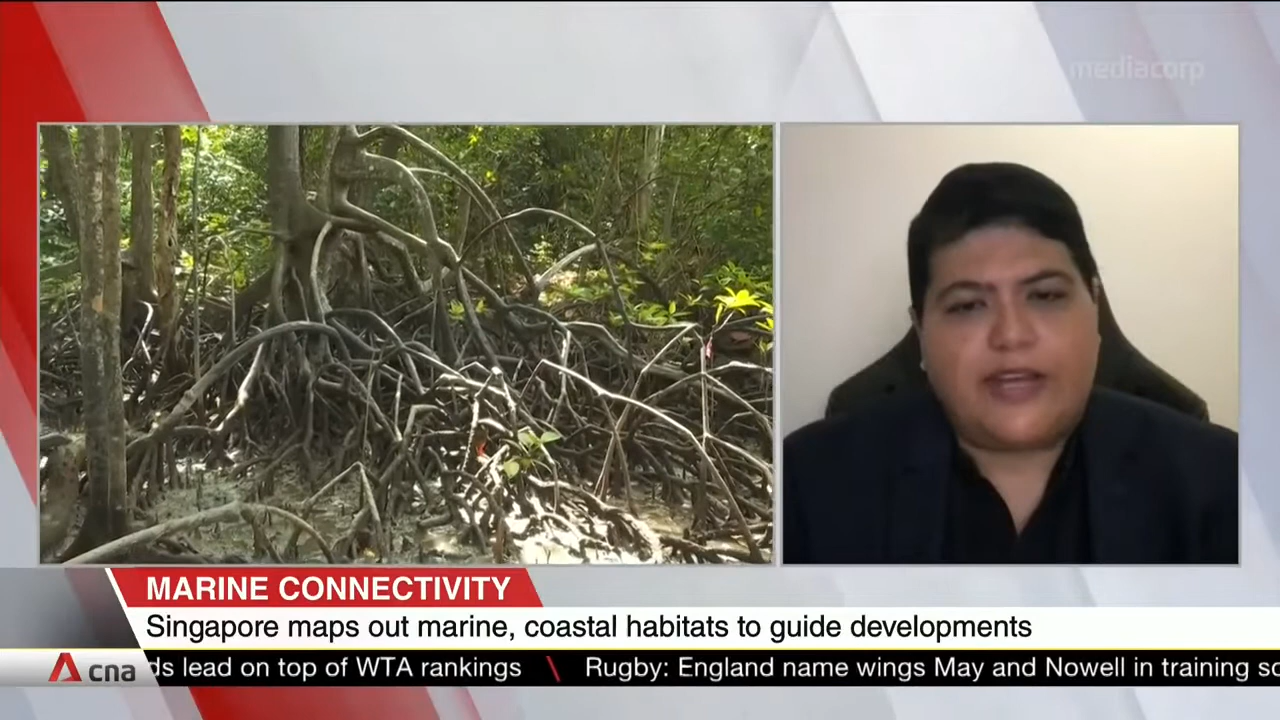 mediacorp
MARINE CONNECTIVITY
Singapore maps out marine, coastal habitats to guide developments
cna
lead on top of WTA rankings \ Rugby: England name wings May and Nowell in training